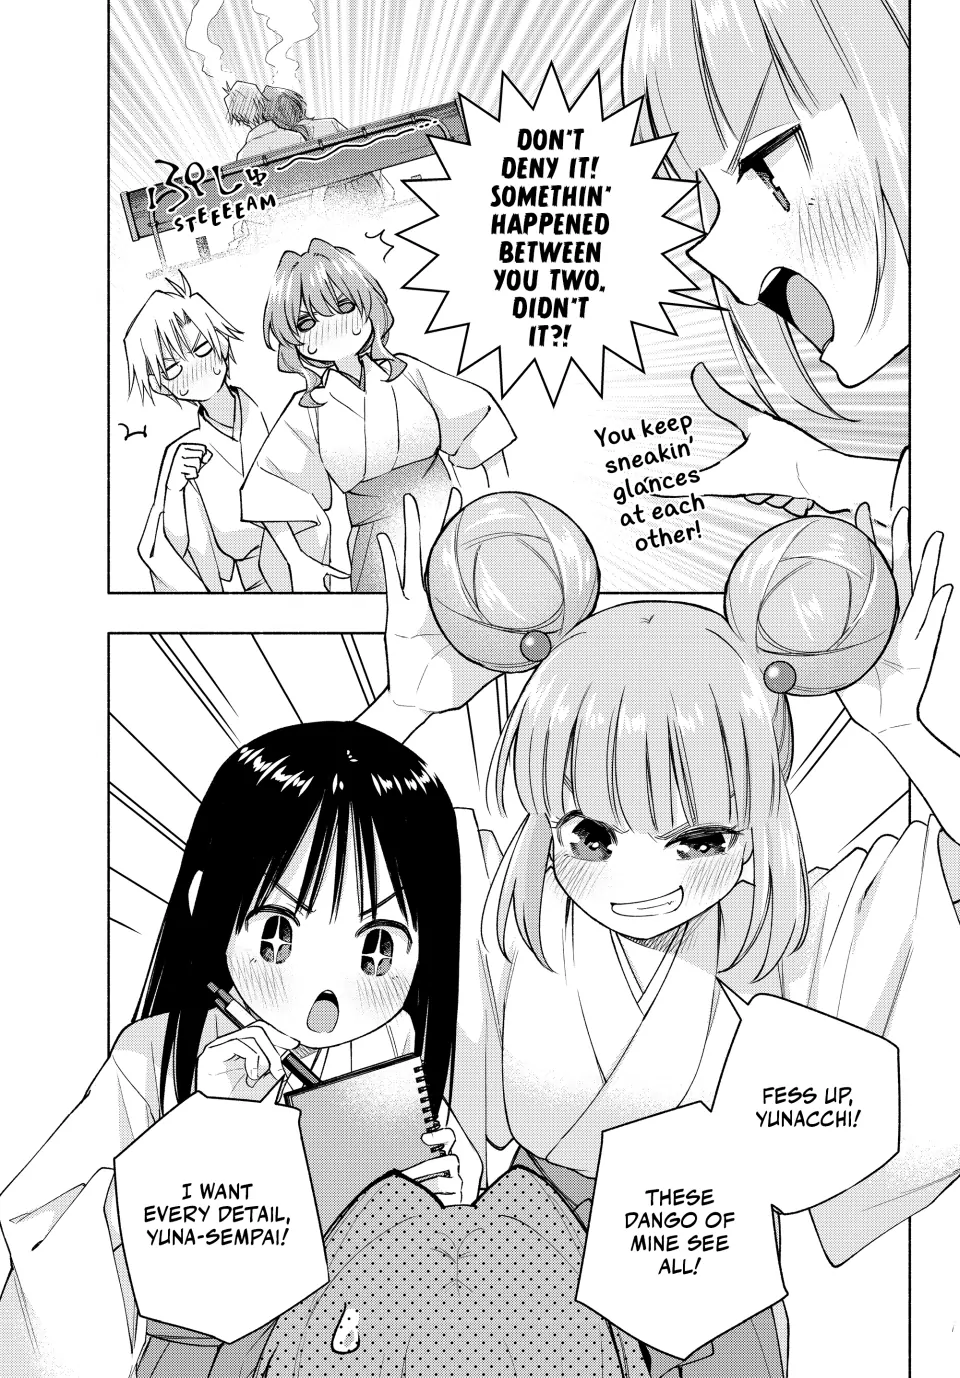 DON'T
DENY IT!
SOMETHIN'
HAPPENED
BETWEEN
YOU TWO,
DIDN'T
IT?!
ぷしゅ
STEEEEAM
You keep
sneakin'
glances
at each
other!
FESS UP,
YUNACCHI!
THESE
DANGO OF
MINE SEE
ALL!
I WANT
EVERY DETAIL,
YUNA-SEMPAI!